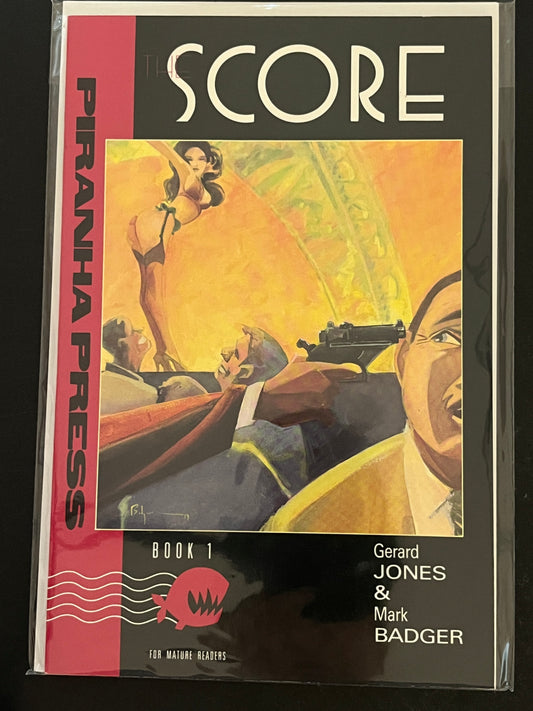 THE
SCORE
PIRANHA PRESS
BOOK 1
FOR MATURE READERS
Gerard
JONES
&
Mark
BADGER